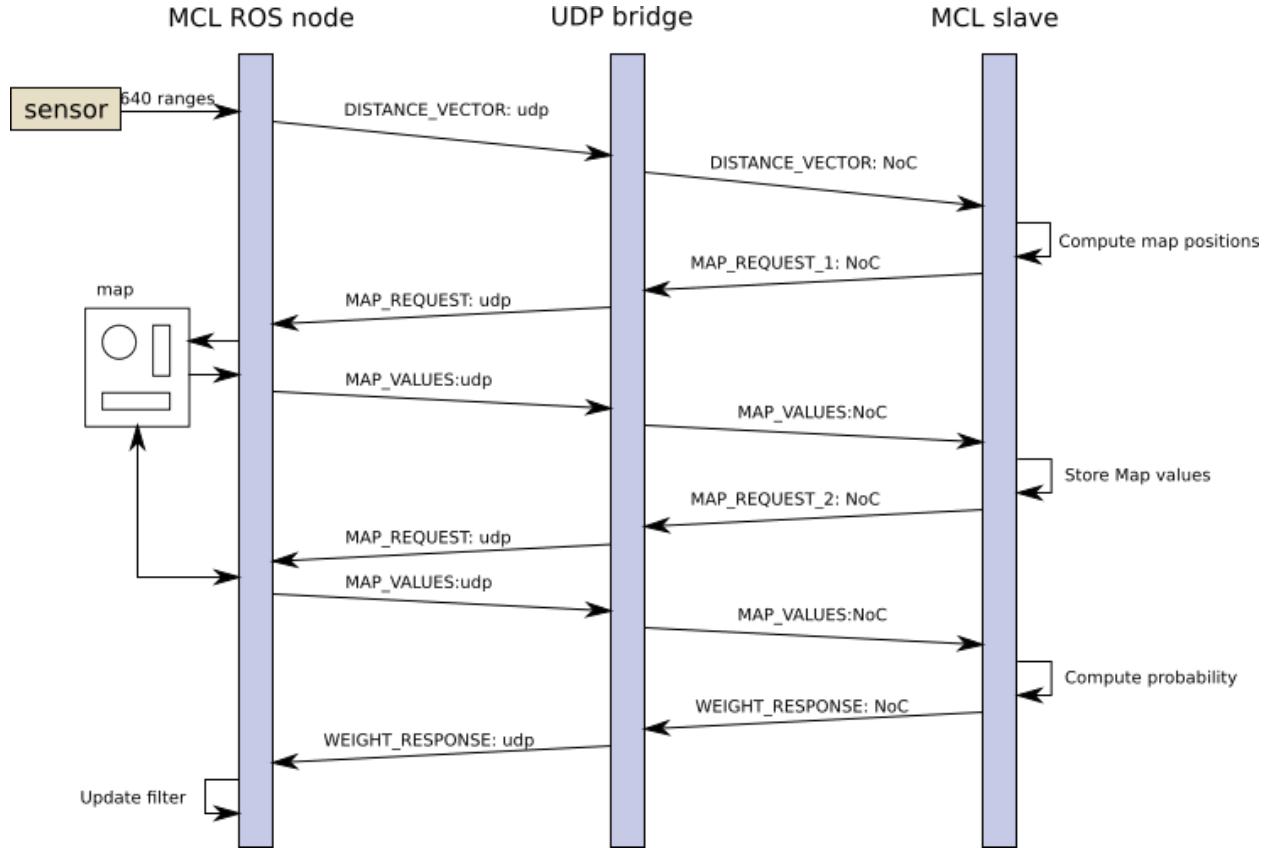 MCL ROS node
UDP bridge
MCL slave
sensor
640 ranges
DISTANCE_VECTOR: udp
DISTANCE_VECTOR: NoC
Compute map positions
MAP_REQUEST_1: NoC
MAP_REQUEST: udp
map
MAP_VALUES:udp
MAP_VALUES:NoC
Store Map values
MAP_REQUEST_2: NoC
MAP_REQUEST: udp
MAP_VALUES:udp
MAP_VALUES:NoC
Compute probability
WEIGHT_RESPONSE: NoC
WEIGHT_RESPONSE: udp
Update filter